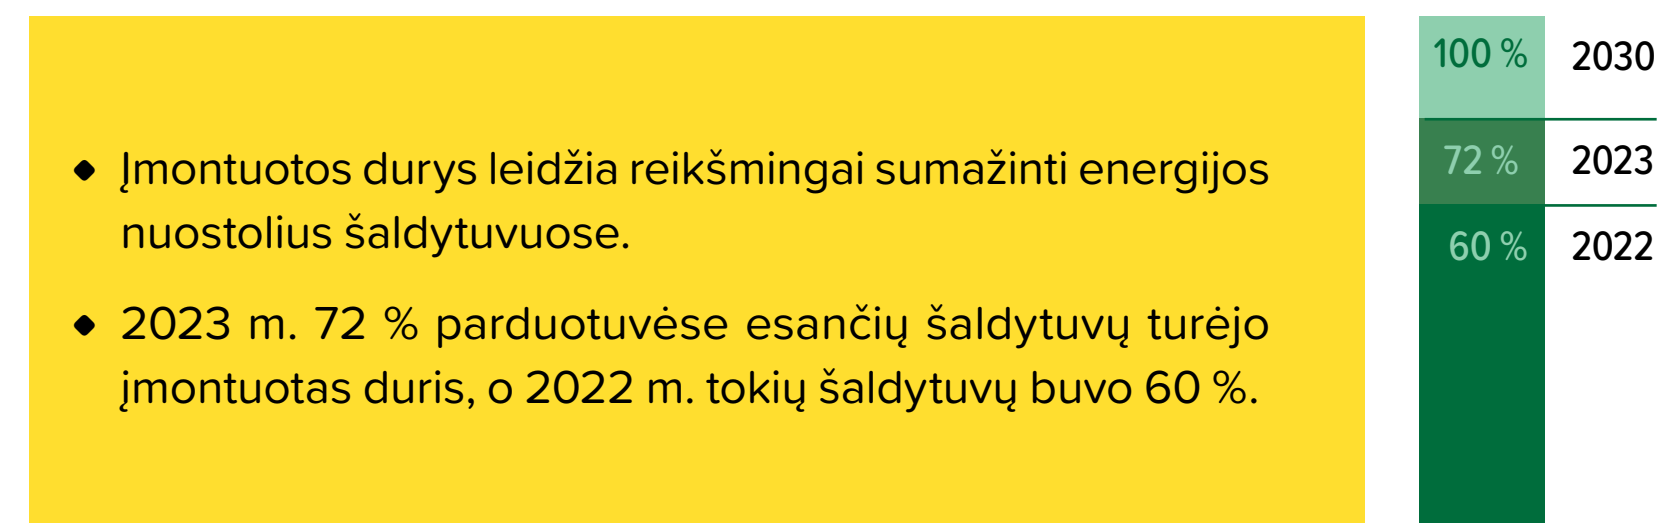 • Įmontuotos durys leidžia reikšmingai sumažinti energijos
nuostolius šaldytuvuose.
• 2023 m. 72 % parduotuvėse esančių šaldytuvų turėjo
įmontuotas duris, o 2022 m. tokių šaldytuvų buvo 60 %.
100 % 2030
72 % 2023
60 % 2022